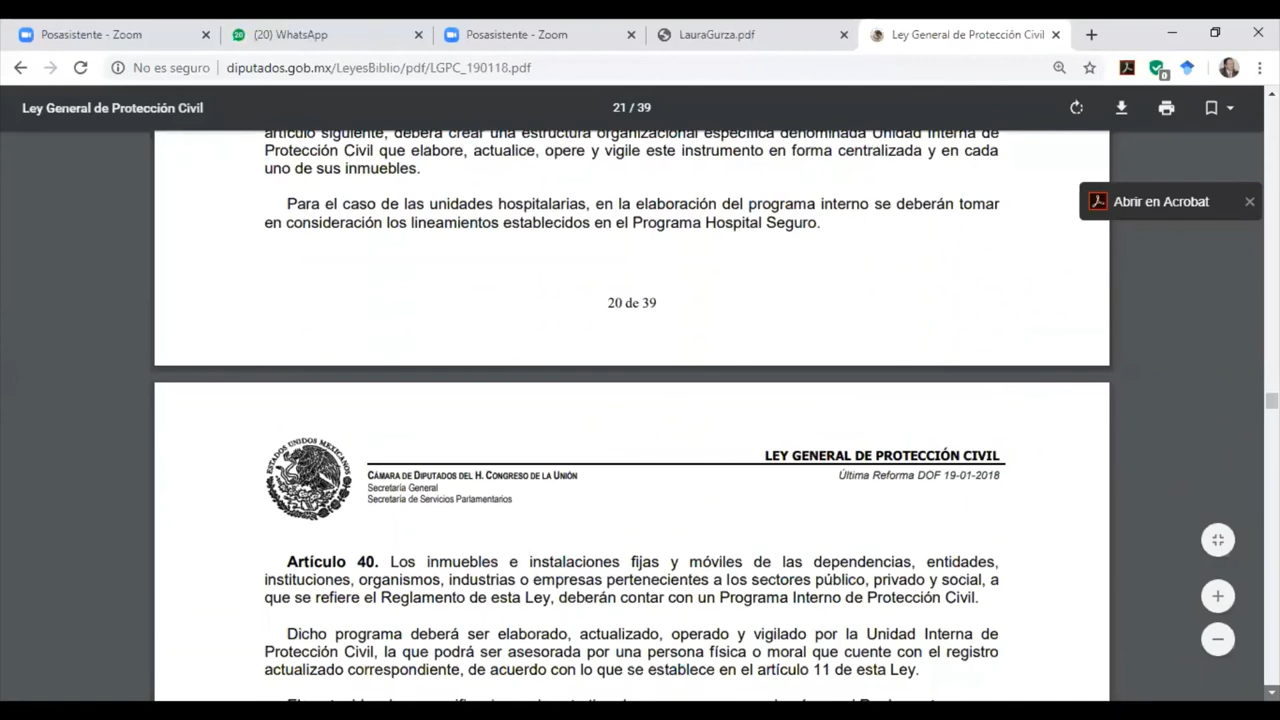 Posasistente - Zoom
(20) WhatsApp
Posasistente - Zoom
LauraGurza.pdf
Ley General de Protección Civil
No es seguro
diputados.gob.mx/LeyesBiblio/pdf/LGPC_190118.pdf
0
Ley General de Protección Civil
21 / 39
artículo siguiente, deberá crear una estructura organizacional específica denominada Unidad Interna de
Protección Civil que elabore, actualice, opere y vigile este instrumento en forma centralizada y en cada
uno de sus inmuebles.
Abrir en Acrobat
Para el caso de las unidades hospitalarias, en la elaboración del programa interno se deberán tomar
en consideración los lineamientos establecidos en el Programa Hospital Seguro.
20 de 39
ESTADOS UNIDOS MEXICANOS
LEY GENERAL DE PROTECCIÓN CIVIL
CÁMARA DE DIPUTADOS DEL H. CONGRESO DE LA UNIÓN
Última Reforma DOF 19-01-2018
Secretaría General
Secretaría de Servicios Parlamentarios
Artículo 40. Los inmuebles e instalaciones fijas y móviles de las dependencias, entidades,
instituciones, organismos, industrias o empresas pertenecientes a los sectores público, privado y social, a
que se refiere el Reglamento de esta Ley, deberán contar con un Programa Interno de Protección Civil.
Dicho programa deberá ser elaborado, actualizado, operado y vigilado por la Unidad Interna de
Protección Civil, la que podrá ser asesorada por una persona física o moral que cuente con el registro
actualizado correspondiente, de acuerdo con lo que se establece en el artículo 11 de esta Ley.